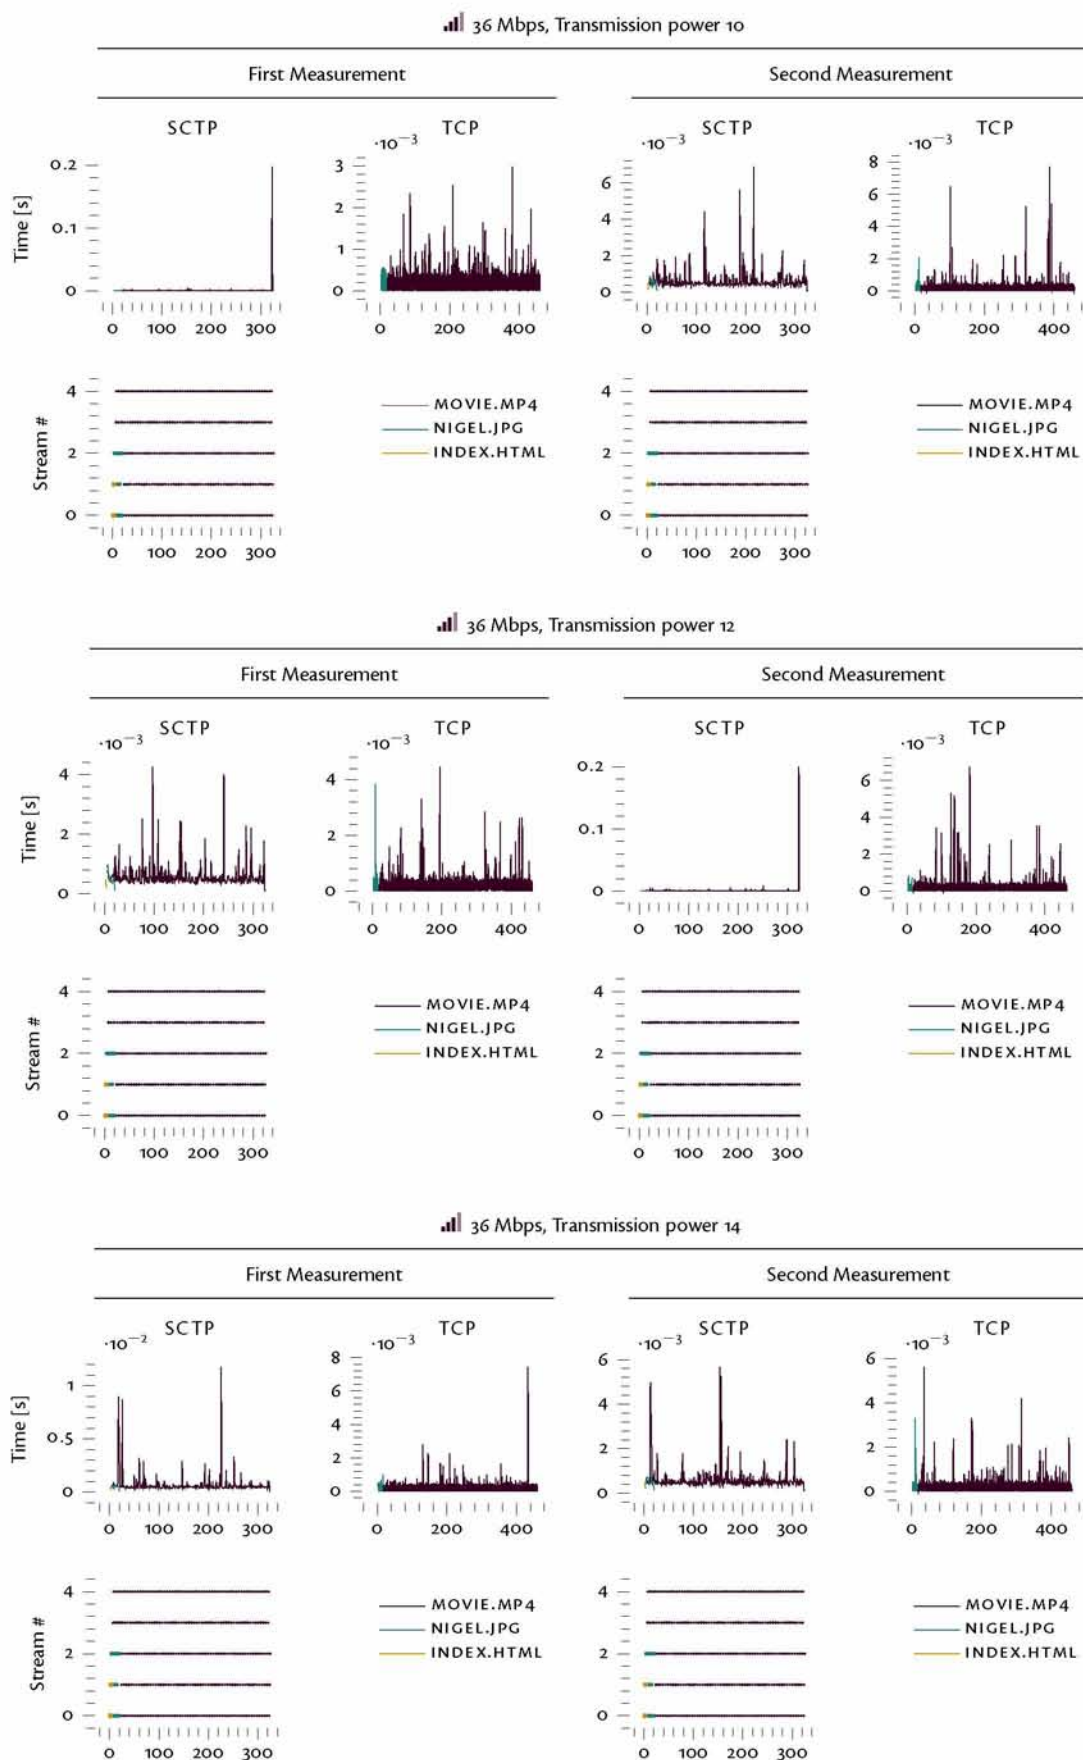 36 Mbps, Transmission power 10
First Measurement Second Measurement
SCTP TCP SCTP TCP
·10−3 ·10−3 ·10−3
Time [s]
0.2 0.1 0
3 2 1 0
6 4 2 0
8 6 4 2 0
0 100 200 300 0 200 400 0 100 200 300 0 200 400
Stream #
4 2 0
4 2 0
MOVIE.MP4 MOVIE.MP4
NIGEL.JPG NIGEL.JPG
INDEX.HTML INDEX.HTML
0 100 200 300 0 100 200 300
36 Mbps, Transmission power 12
First Measurement Second Measurement
SCTP TCP SCTP TCP
·10−3 ·10−3 ·10−3
Time [s]
4 2 0
4 2 0
0.2 0.1 0
6 4 2 0
0 100 200 300 0 200 400 0 100 200 300 0 200 400
Stream #
4 2 0
4 2 0
MOVIE.MP4 MOVIE.MP4
NIGEL.JPG NIGEL.JPG
INDEX.HTML INDEX.HTML
0 100 200 300 0 100 200 300
36 Mbps, Transmission power 14
First Measurement Second Measurement
SCTP TCP SCTP TCP
·10−2 ·10−3 ·10−3 ·10−3
Time [s]
1 0.5 0
8 6 4 2 0
6 4 2 0
6 4 2 0
0 100 200 300 0 200 400 0 100 200 300 0 200 400
Stream #
4 2 0
4 2 0
MOVIE.MP4 MOVIE.MP4
NIGEL.JPG NIGEL.JPG
INDEX.HTML INDEX.HTML
0 100 200 300 0 100 200 300